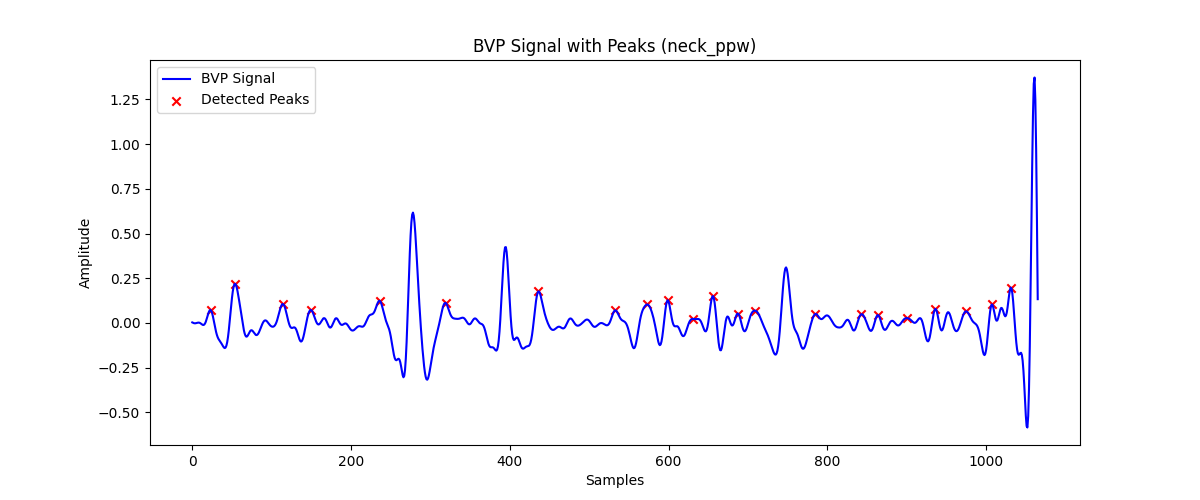 BVP Signal with Peaks (neck_ppw)
BVP Signal
Detected Peaks
Amplitude
1.25
1.00
0.75
0.50
0.25
0.00
−0.25
−0.50
0 200 400 600 800 1000
Samples